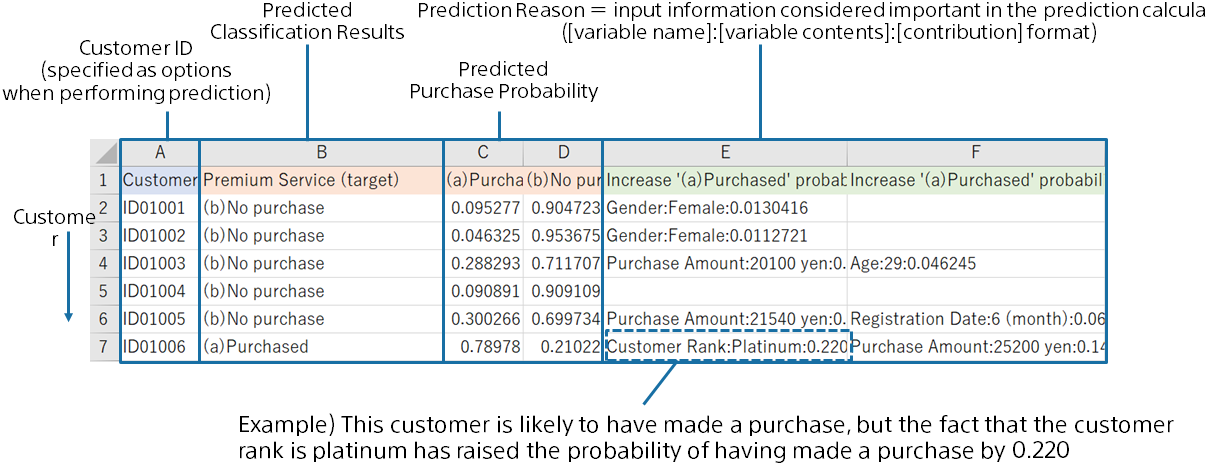 Predicted
Classification Results
Prediction Reason = input information considered important in the prediction calcula
([variable name]:[variable contents]:[contribution] format)
Customer ID
(specified as options
when performing prediction)
Predicted
Purchase Probability
A B C D E F
1 Customer Premium Service (target) (a)Purcha (b)No pur Increase '(a)Purchased' probab Increase '(a)Purchased' probabil
2 ID01001 (b)No purchase 0.095277 0.904723 Gender:Female:0.0130416
3 ID01002 (b)No purchase 0.046325 0.953675 Gender:Female:0.0112721
4 ID01003 (b)No purchase 0.288293 0.711707 Purchase Amount:20100 yen:0. Age:29:0.046245
5 ID01004 (b)No purchase 0.090891 0.909109
6 ID01005 (b)No purchase 0.300266 0.699734 Purchase Amount:21540 yen:0. Registration Date:6 (month):0.06
7 ID01006 (a)Purchased 0.78978 0.21022 Customer Rank:Platinum:0.220 Purchase Amount:25200 yen:0.14
Custome
r
Example) This customer is likely to have made a purchase, but the fact that the customer
rank is platinum has raised the probability of having made a purchase by 0.220